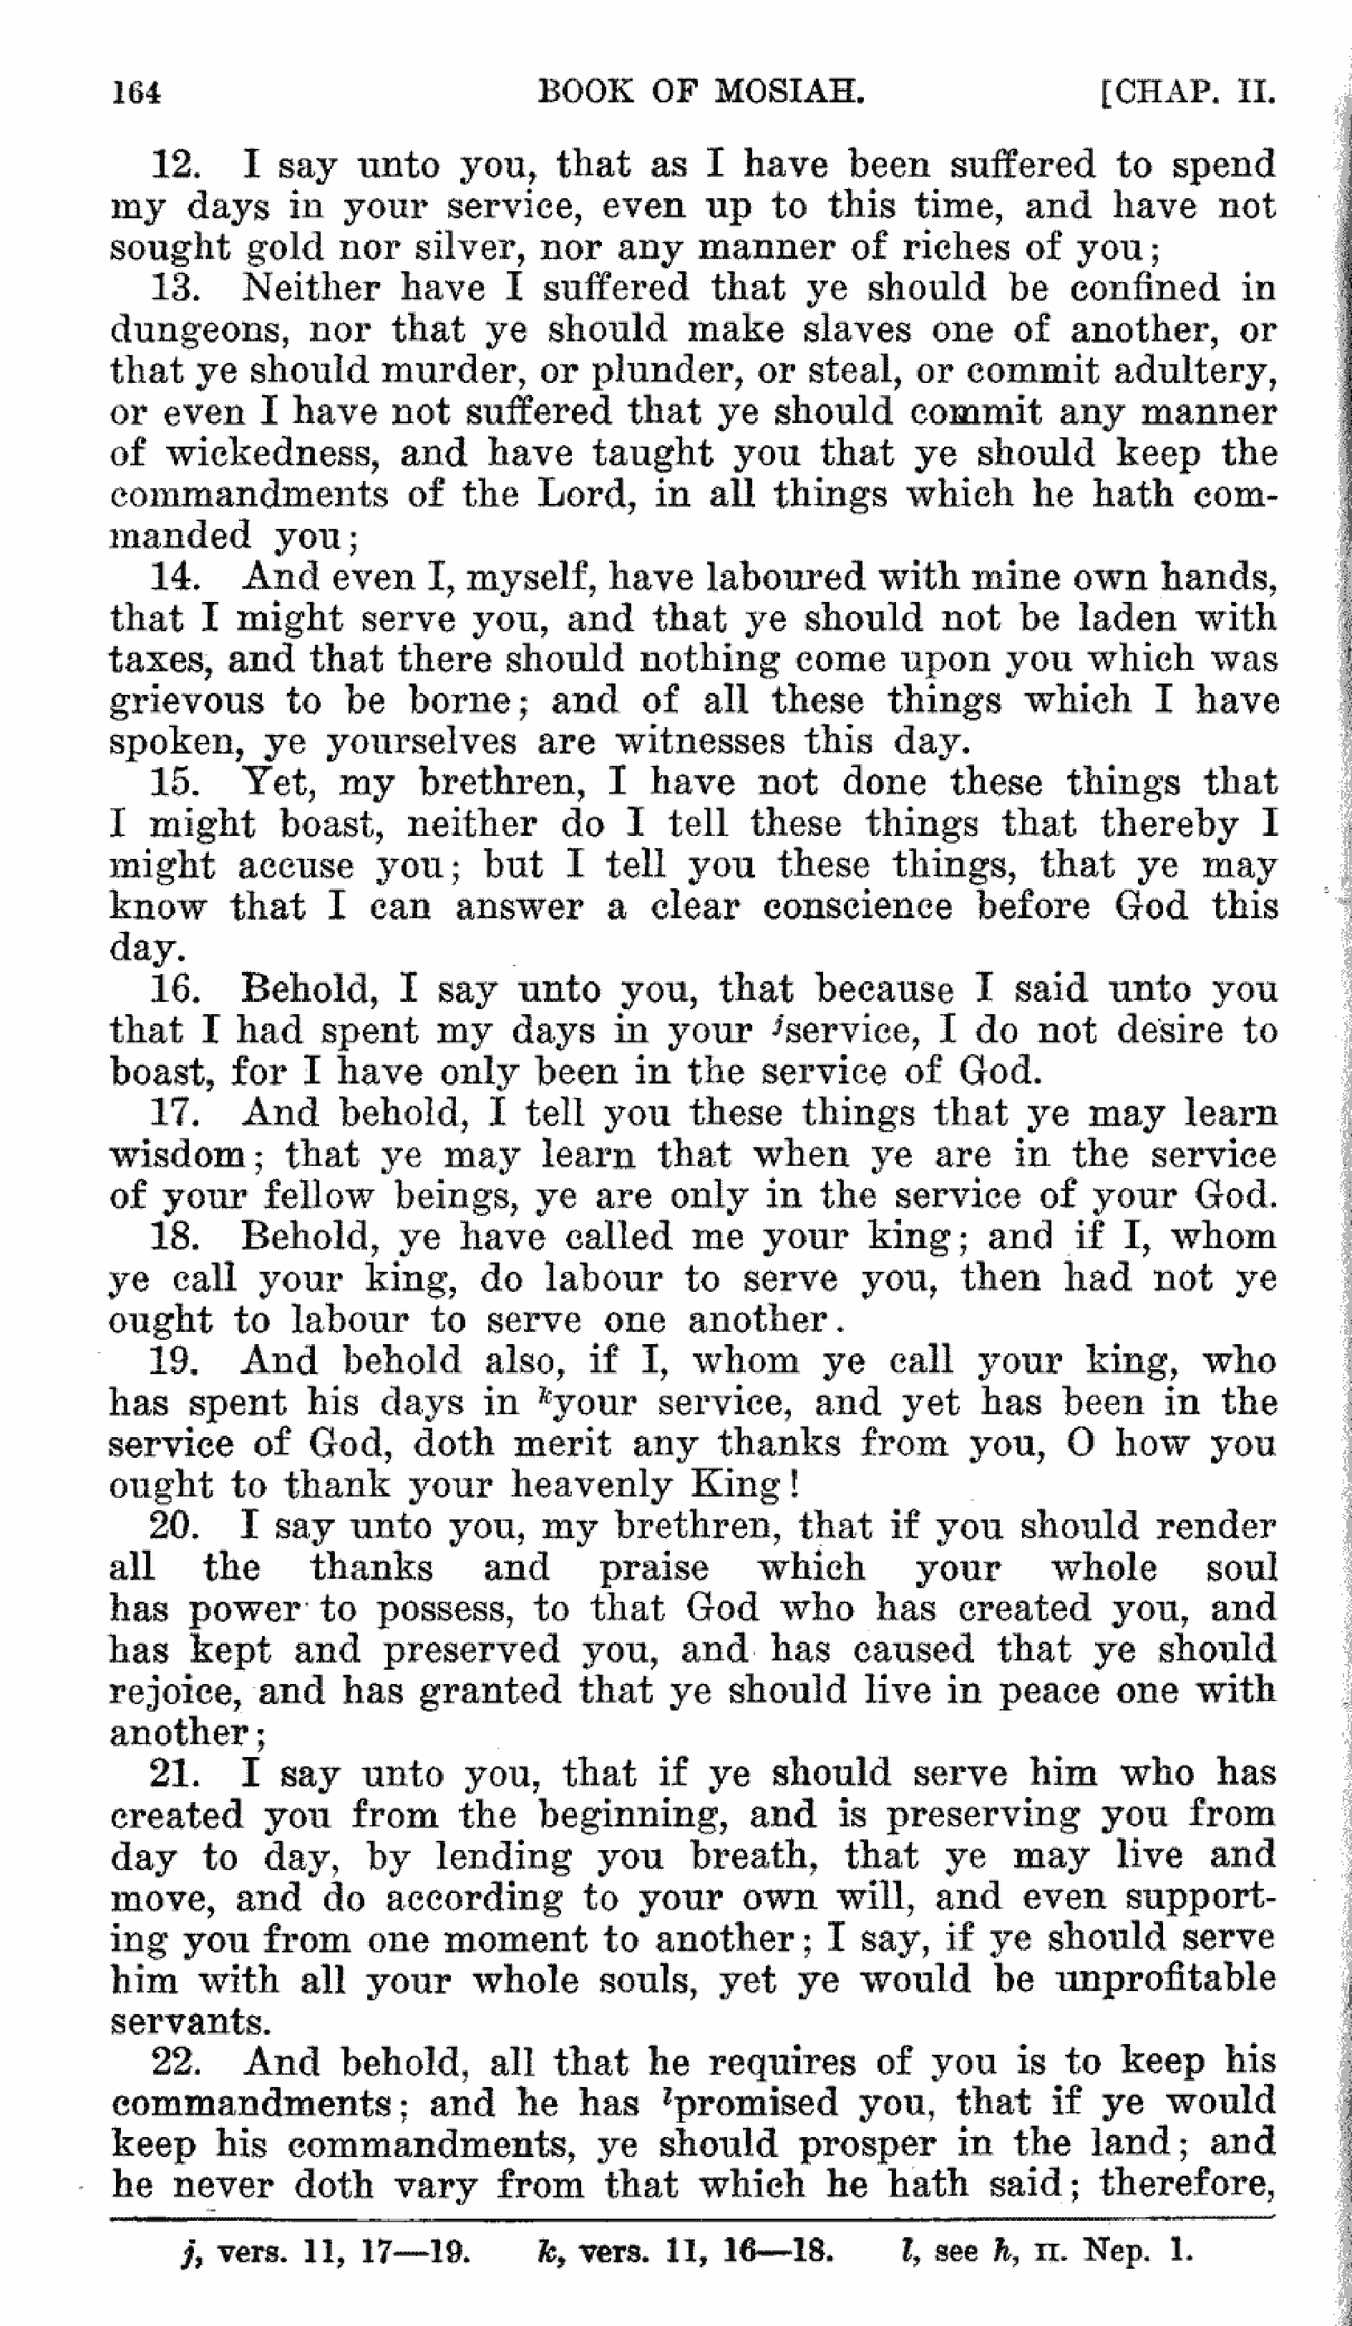 164 BOOK OF MOSIAH. [CHAP. II.
12. I say unto you, that as I have been suffered to spend
my days in your service, even up to this time, and have not
sought gold nor silver, nor any manner of riches of you;
13. Neither have I suffered that ye should be confined in
dungeons, nor that ye should make slaves one of another, or
that ye should murder, or plunder, or steal, or commit adultery,
or even I have not suffered that ye should commit any manner
of wickedness, and have taught you that ye should keep the
commandments of the Lord, in all things which he hath com-
manded you;
14. And even I, myself, have laboured with mine own hands,
that I might serve you, and that ye should not be laden with
taxes, and that there should nothing come upon you which was
grievous to be borne; and of all these things which I have
spoken, ye yourselves are witnesses this day.
15. Yet, my brethren, I have not done these things that
I might boast, neither do I tell these things that thereby I
might accuse you; but I tell you these things, that ye may
know that I can answer a clear conscience before God this
day.
16. Behold, I say unto you, that because I said unto you
that I had spent my days in your jservice, I do not desire to
boast, for I have only been in the service of God.
17. And behold, I tell you these things that ye may learn
wisdom; that ye may learn that when ye are in the service
of your fellow beings, ye are only in the service of your God.
18. Behold, ye have called me your king; and if I, whom
ye call your king, do labour to serve you, then had not ye
ought to labour to serve one another.
19. And behold also, if I, whom ye call your king, who
has spent his days in kyour service, and yet has been in the
service of God, doth merit any thanks from you, O how you
ought to thank your heavenly King!
20. I say unto you, my brethren, that if you should render
all the thanks and praise which your whole soul
has power to possess, to that God who has created you, and
has kept and preserved you, and has caused that ye should
rejoice, and has granted that ye should live in peace one with
another;
21. I say unto you, that if ye should serve him who has
created you from the beginning, and is preserving you from
day to day, by lending you breath, that ye may live and
move, and do according to your own will, and even support-
ing you from one moment to another; I say, if ye should serve
him with all your whole souls, yet ye would be unprofitable
servants.
22. And behold, all that he requires of you is to keep his
commandments; and he has lpromised you, that if ye would
keep his commandments, ye should prosper in the land; and
he never doth vary from that which he hath said; therefore,
j, vers. 11, 17—19. k, vers. 11, 16—18. l, see h, II. Nep. 1.